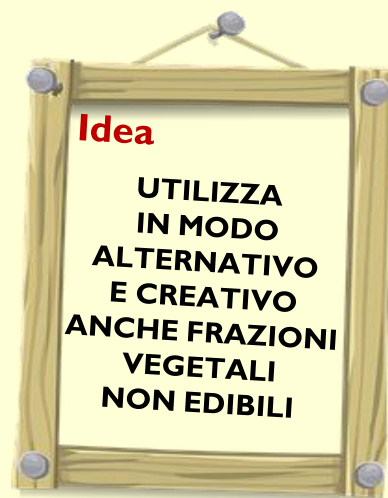 Idea
UTILIZZA
IN MODO
ALTERNATIVO
E CREATIVO
ANCHE FRAZIONI
VEGETALI
NON EDIBILI